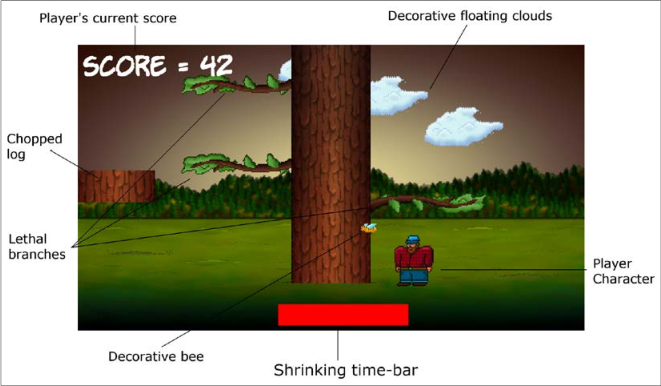 Player's current score
Decorative floating clouds
SCORE = 42
Chopped
log
Lethal
branches
Player
Character
Decorative bee
Shrinking time-bar